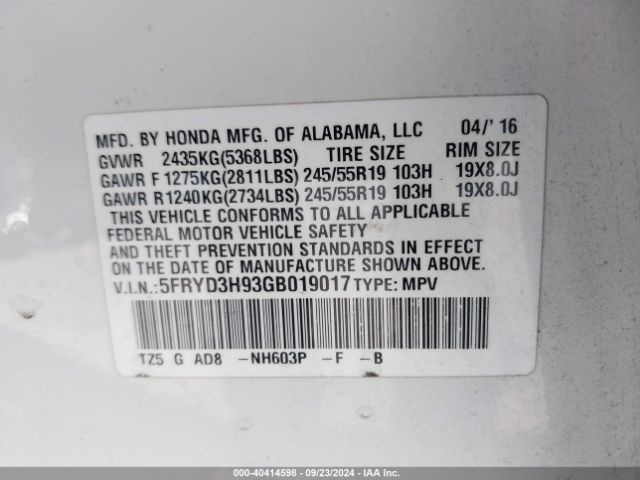 MFD. BY HONDA MFG. OF ALABAMA, LLC 04/' 16
GVWR 2435KG(5368LBS) TIRE SIZE RIM SIZE
GAWR F 1275KG(2811LBS) 245/55R19 103H 19X8.0J
GAWR R1240KG(2734LBS) 245/55R19 103H 19X8.0J
THIS VEHICLE CONFORMS TO ALL APPLICABLE
FEDERAL MOTOR VEHICLE SAFETY
AND THEFT PREVENTION STANDARDS IN EFFECT
ON THE DATE OF MANUFACTURE SHOWN ABOVE.
V.I.N.: 5FRYD3H93GB019017 TYPE: MPV
TZ5 G AD8 -NH603P -F -B
000-40414598 - 09/23/2024 - IAA Inc.